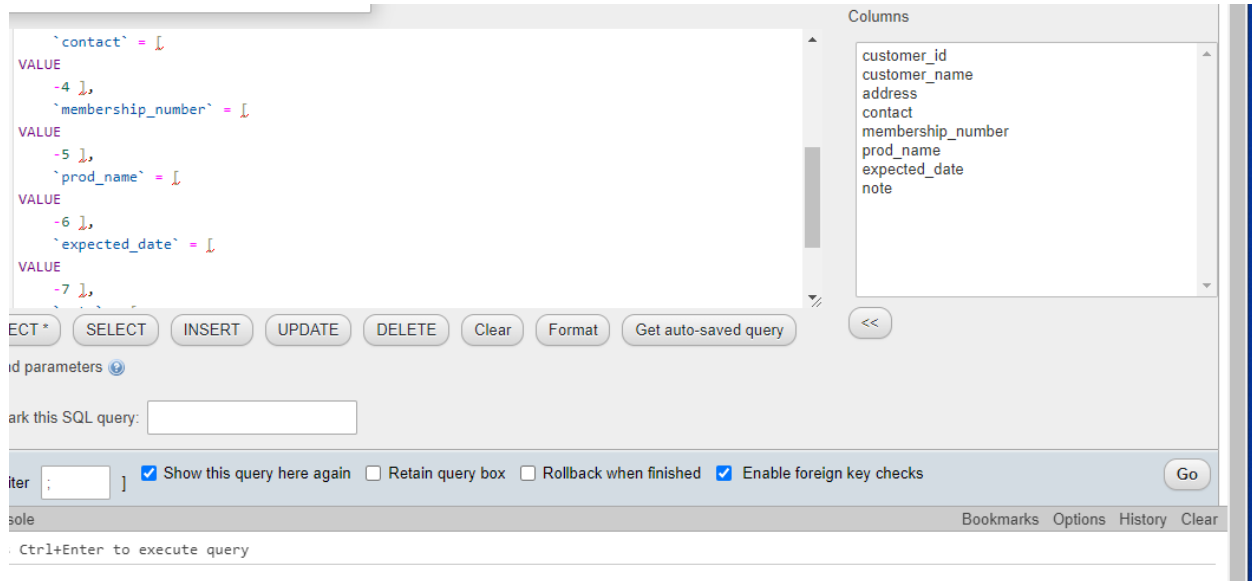 Columns
`contact` = [
VALUE
-4 ],
`membership_number` = [
VALUE
-5 ],
`prod_name` = [
VALUE
-6 ],
`expected_date` = [
VALUE
-7 ],
customer_id
customer_name
address
contact
membership_number
prod_name
expected_date
note
ECT * SELECT INSERT UPDATE DELETE Clear Format Get auto-saved query <<
nd parameters
ark this SQL query:
iter ; ] Show this query here again Retain query box Rollback when finished Enable foreign key checks Go
sole Bookmarks Options History Clear
Ctrl+Enter to execute query